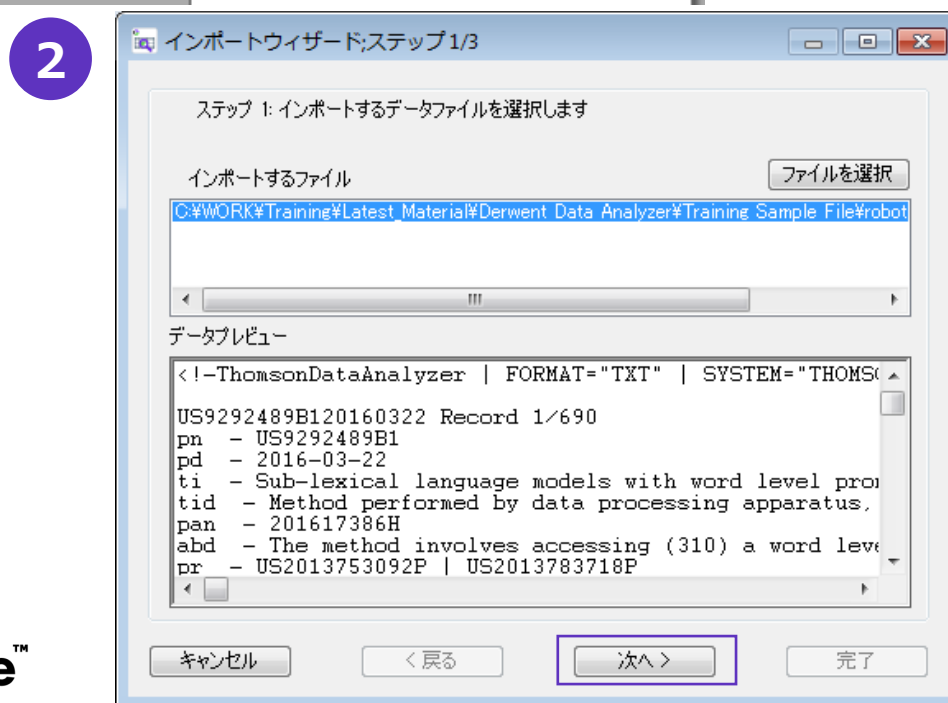 2
インポートウィザード;ステップ1/3
ステップ 1: インポートするデータファイルを選択します
インポートするファイル
ファイルを選択
C:¥WORK¥Training¥Latest_Material¥Derwent Data Analyzer¥Training Sample File¥robot
データプレビュー
<!-ThomsonDataAnalyzer | FORMAT="TXT" | SYSTEM="THOMS
US9292489B120160322 Record 1/690
pn - US9292489B1
pd - 2016-03-22
ti - Sub-lexical language models with word level pro
tid - Method performed by data processing apparatus,
pan - 201617386H
abd - The method involves accessing (310) a word leve
pr - US2013753092P | US2013783718P
キャンセル
< 戻る
次へ >
完了
e™